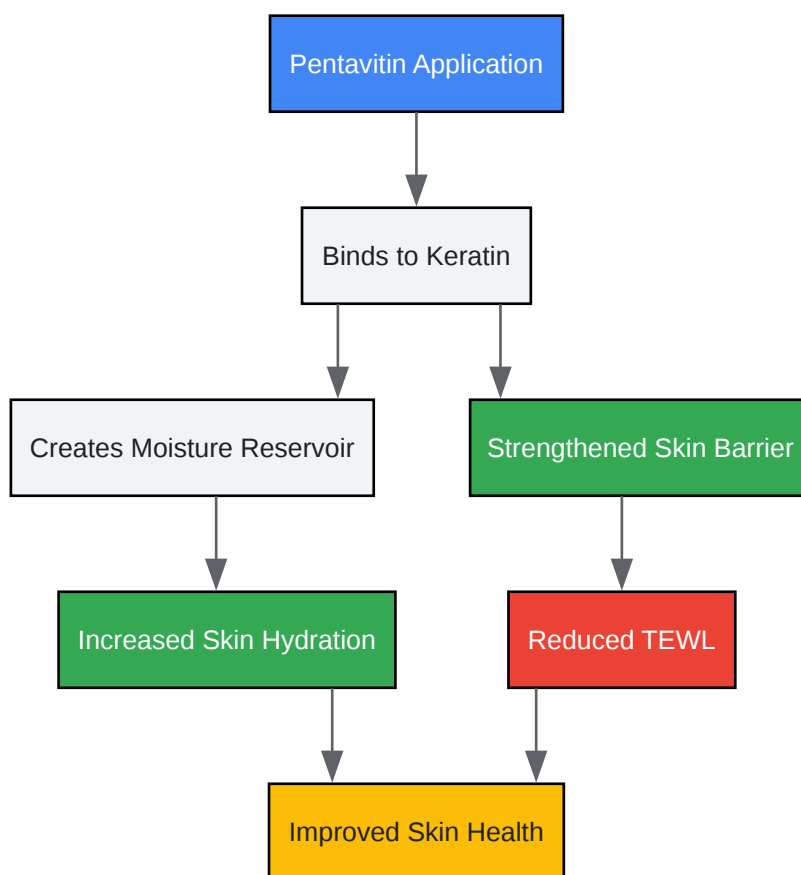 Pentavitin Application
Binds to Keratin
Creates Moisture Reservoir
Strengthened Skin Barrier
Increased Skin Hydration
Reduced TEWL
Improved Skin Health